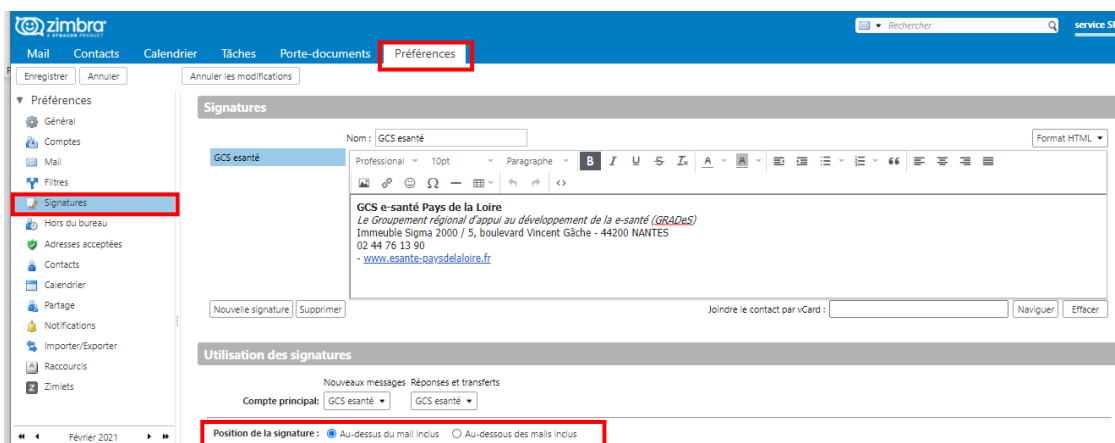 zimbra
A SYNACOR PRODUCT
Rechercher
service S
Mail Contacts Calendrier Tâches Porte-documents Préférences
Enregistrer Annuler Annuler les modifications
Préférences
Général
Comptes
Mail
Filtres
Signatures
Hors du bureau
Adresses acceptées
Contacts
Calendrier
Partage
Notifications
Importer/Exporter
Raccourcis
Zimlets
Février 2021
Signatures
Nom : GCS esanté
Format HTML
GCS esanté
Professional 10pt Paragraphe B I U S Ix A A
GCS e-santé Pays de la Loire
Le Groupement régional d'appui au développement de la e-santé (GRADeS)
Immeuble Sigma 2000 / 5, boulevard Vincent Gâche - 44200 NANTES
02 44 76 13 90
- www.esante-paysdelaloire.fr
Nouvelle signature Supprimer Joindre le contact par vCard : Naviguer Effacer
Utilisation des signatures
Nouveaux messages Réponses et transferts
Compte principal: GCS esanté GCS esanté
Position de la signature : Au-dessus du mail inclus Au-dessous des mails inclus